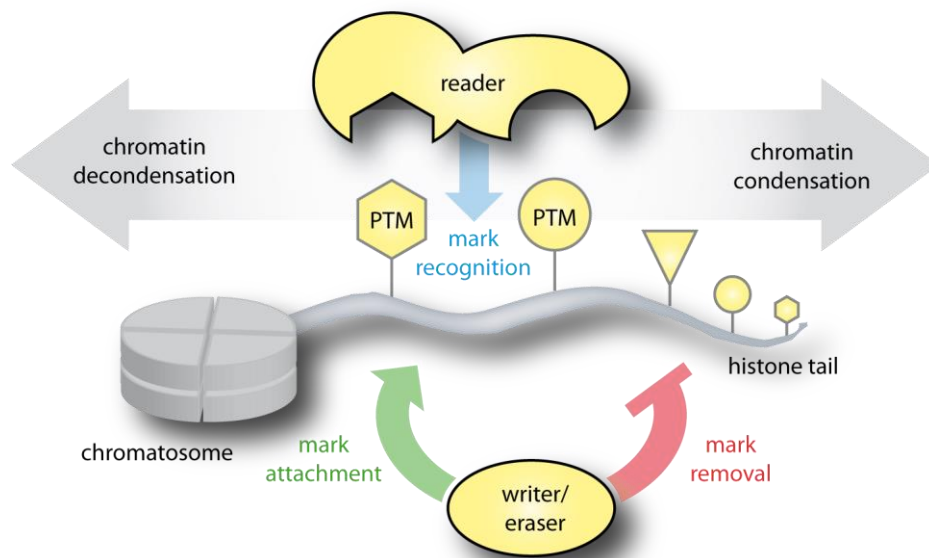 reader
chromatin
decondensation
chromatin
condensation
PTM
PTM
mark
recognition
histone tail
chromatosome
mark
attachment
mark
removal
writer/
eraser